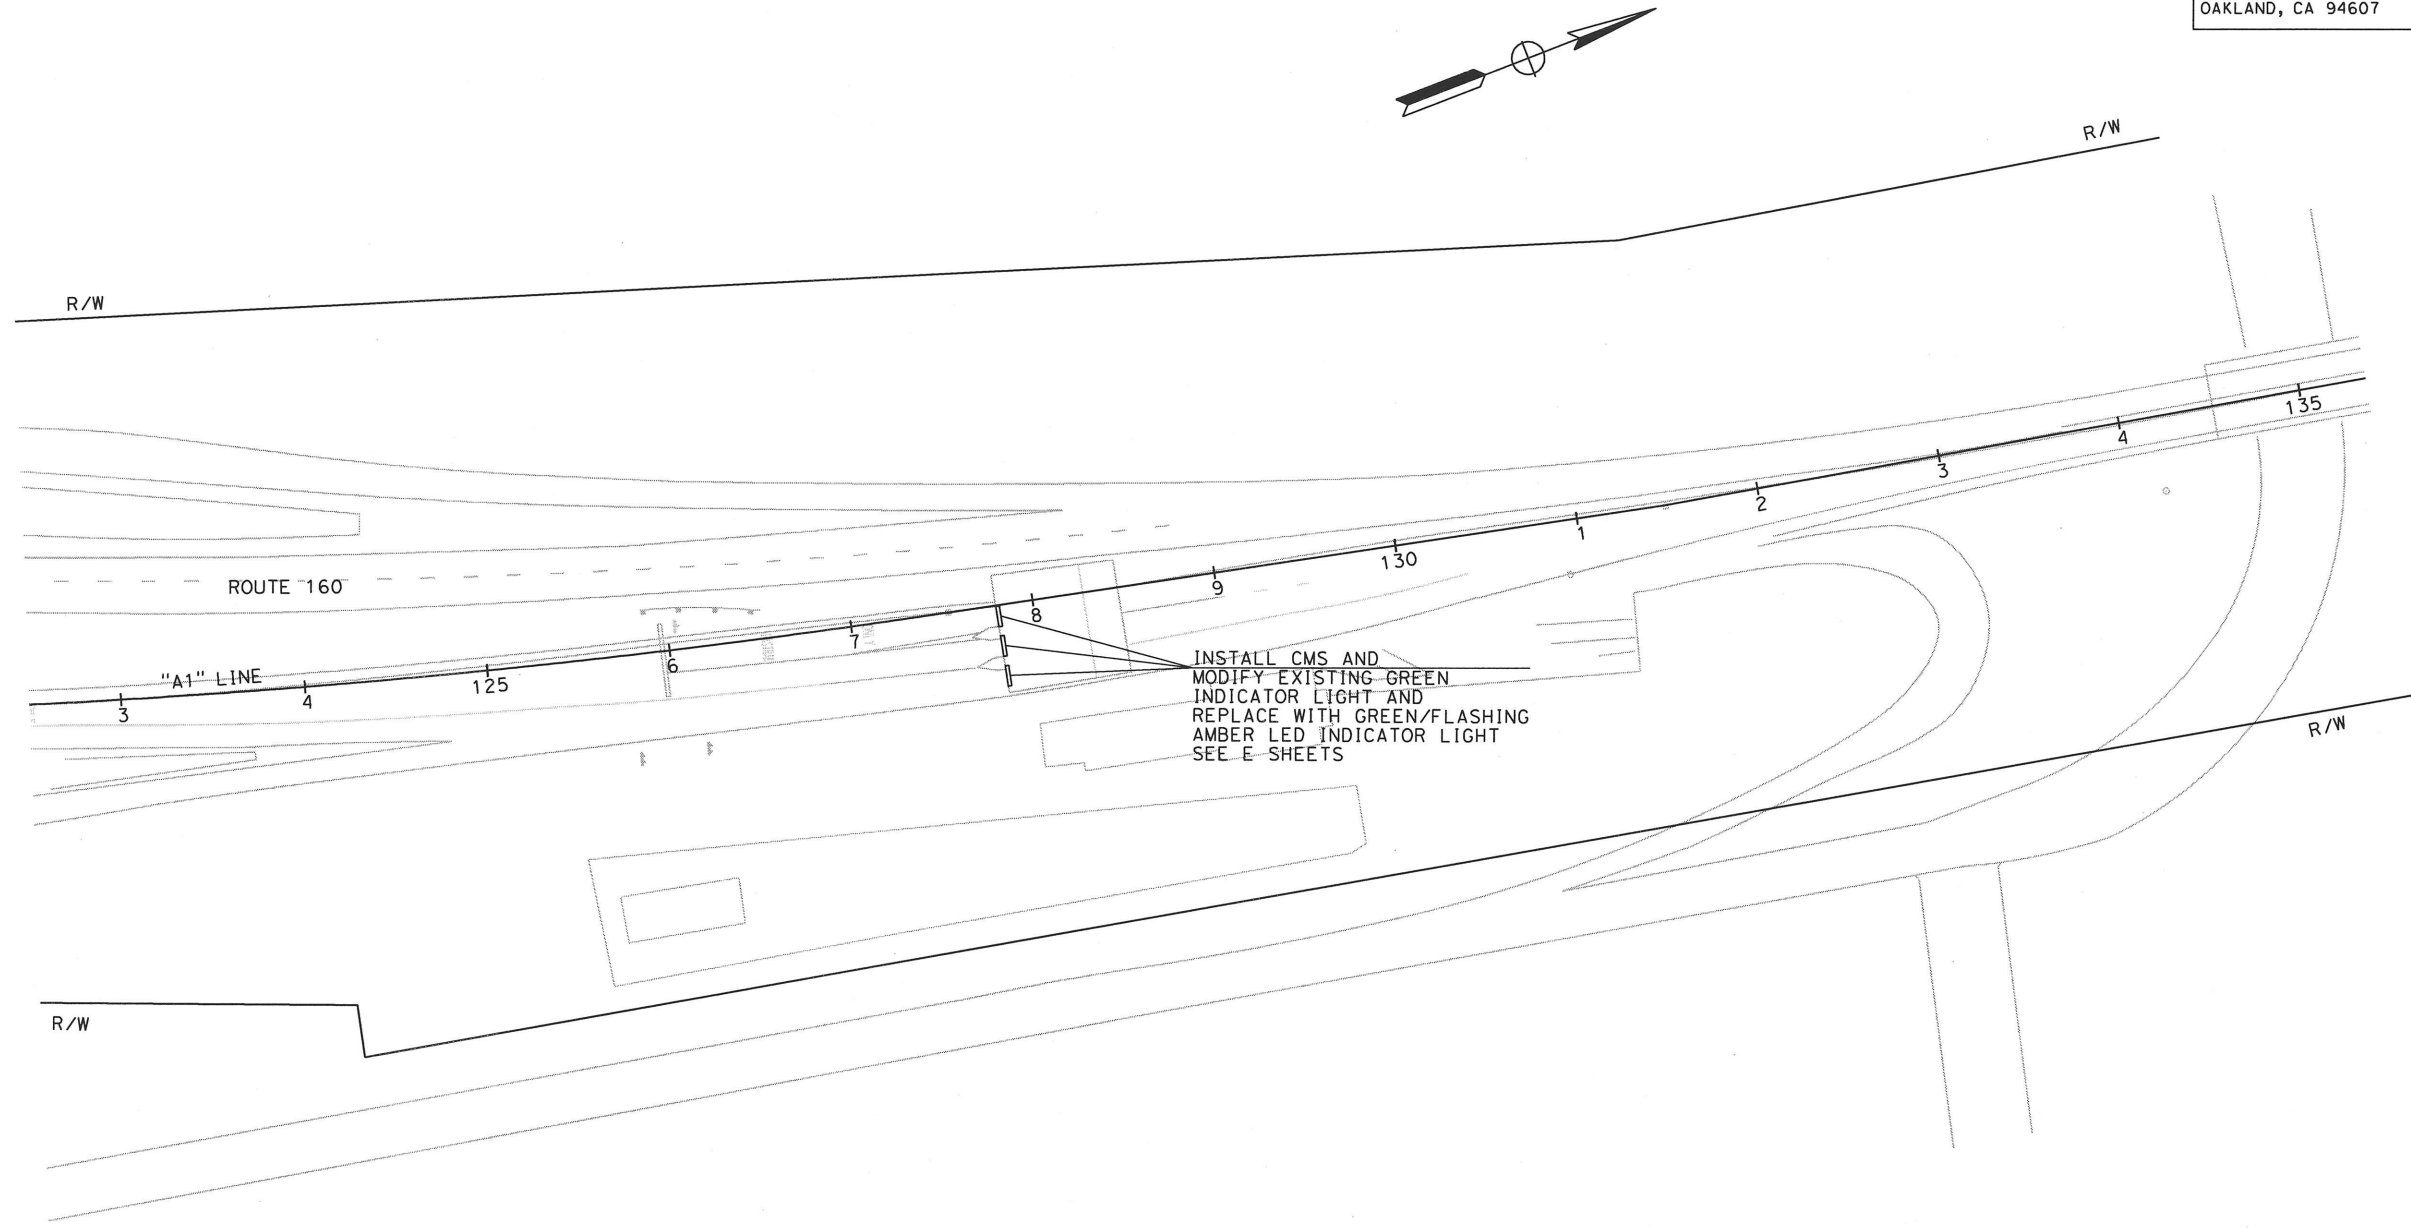 OAKLAND, CA 94607
R/W
R/W
135
4
3
2
1
130
9
8
ROUTE 160
7
6
125
"A1" LINE
4
3
INSTALL CMS AND
MODIFY EXISTING GREEN
INDICATOR LIGHT AND
REPLACE WITH GREEN/FLASHING
AMBER LED INDICATOR LIGHT
SEE E SHEETS
R/W
R/W